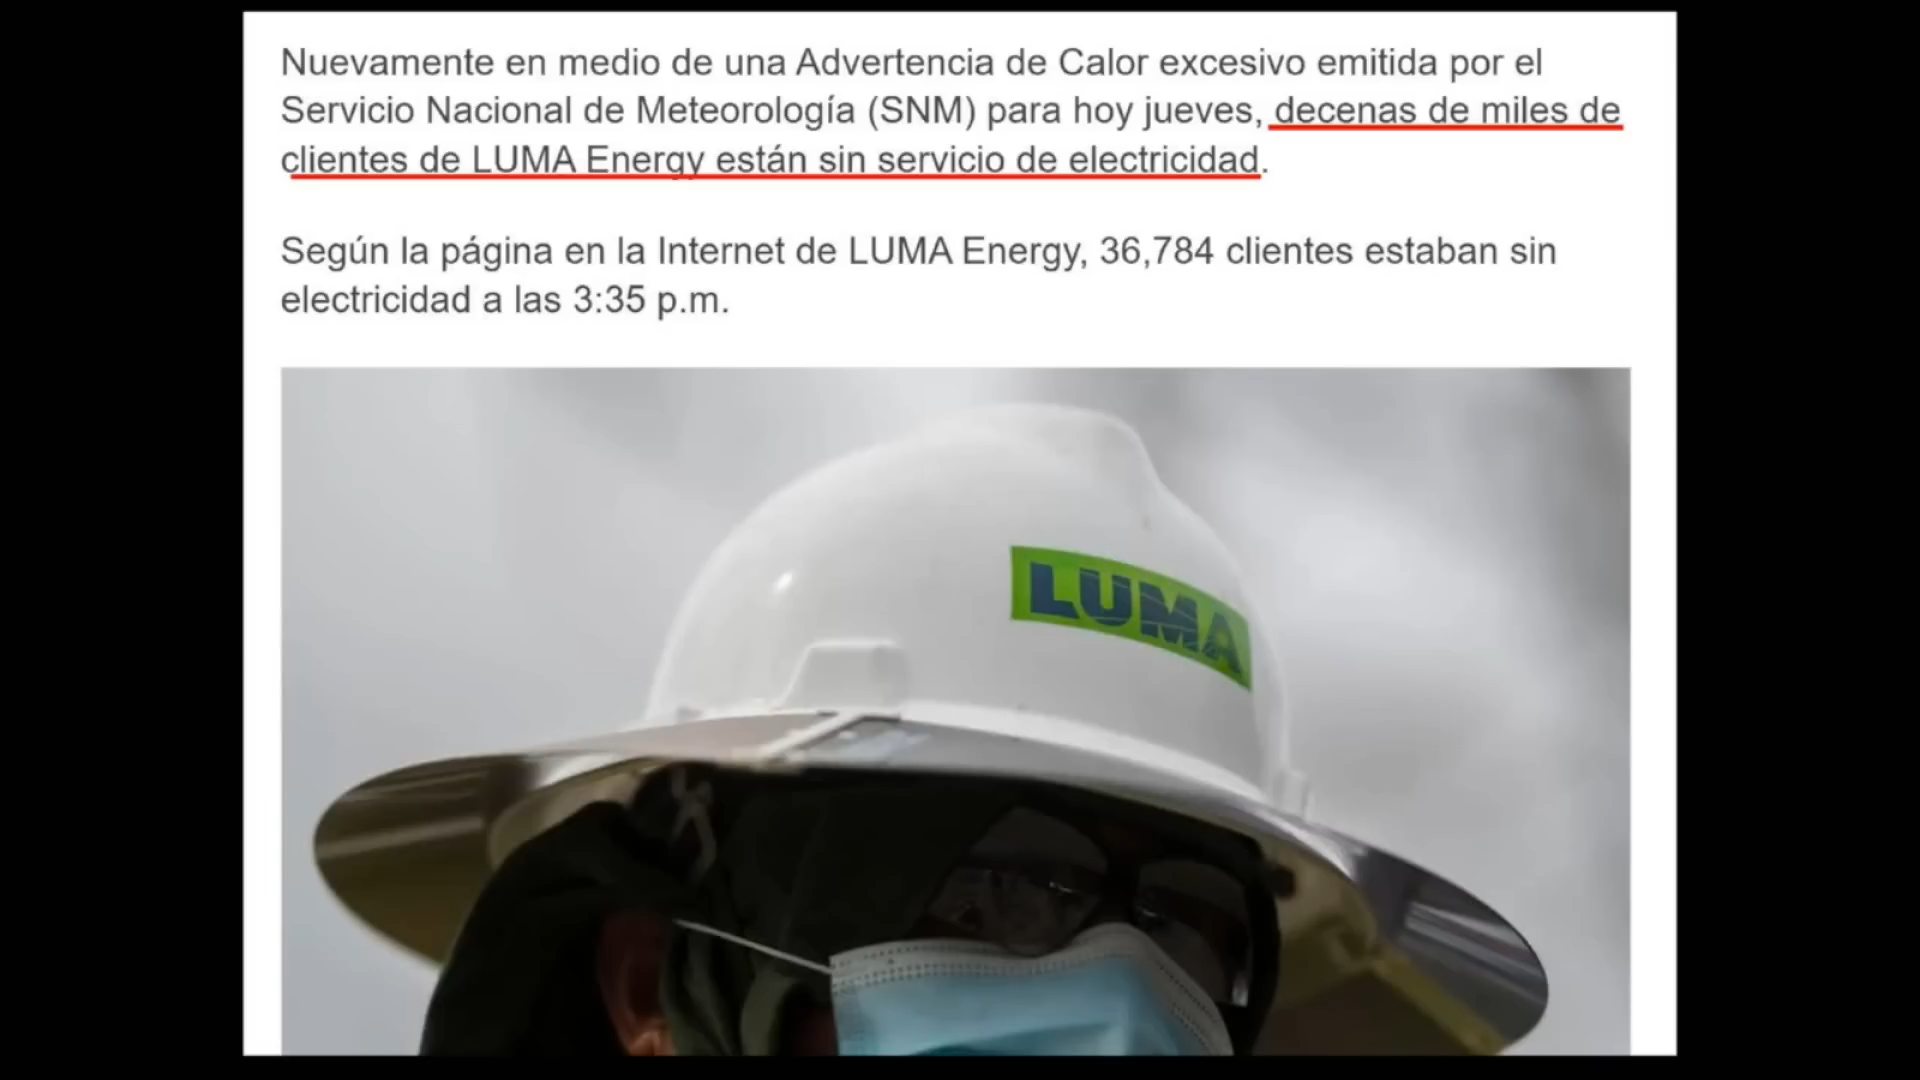 Nuevamente en medio de una Advertencia de Calor excesivo emitida por el
Servicio Nacional de Meteorología (SNM) para hoy jueves, decenas de miles de
clientes de LUMA Energy están sin servicio de electricidad.
Según la página en la Internet de LUMA Energy, 36,784 clientes estaban sin
electricidad a las 3:35 p.m.
LUMA